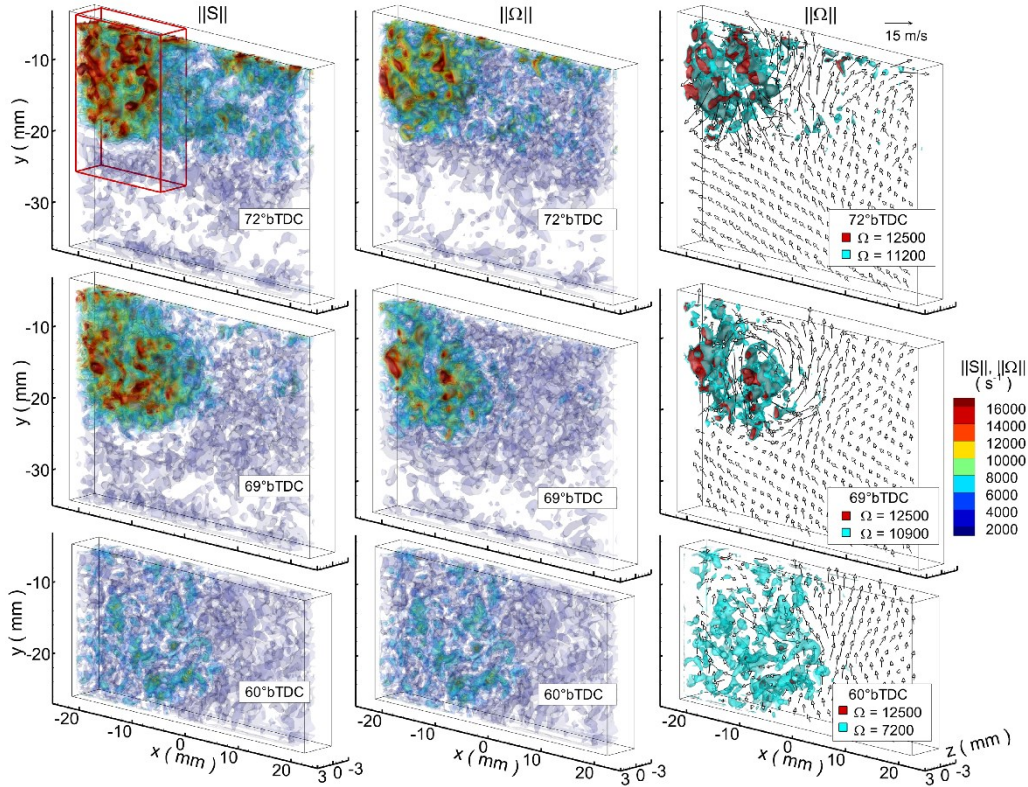 ||S||
||Ω||
||Ω||
15 m/s
y ( mm )
-10
-20
-30
72°bTDC
72°bTDC
72°bTDC
Ω = 12500
Ω = 11200
y ( mm )
-10
-20
-30
69°bTDC
69°bTDC
69°bTDC
Ω = 12500
Ω = 10900
||S||, ||Ω||
( s⁻¹ )
16000
14000
12000
10000
8000
6000
4000
2000
y ( mm )
-10
-20
60°bTDC
60°bTDC
60°bTDC
Ω = 12500
Ω = 7200
-20 -10 0 10 20
x ( mm )
3 0 -3
-20 -10 0 10 20
x ( mm )
3 0 -3
-20 -10 0 10 20
x ( mm )
3 0 -3
z ( mm )